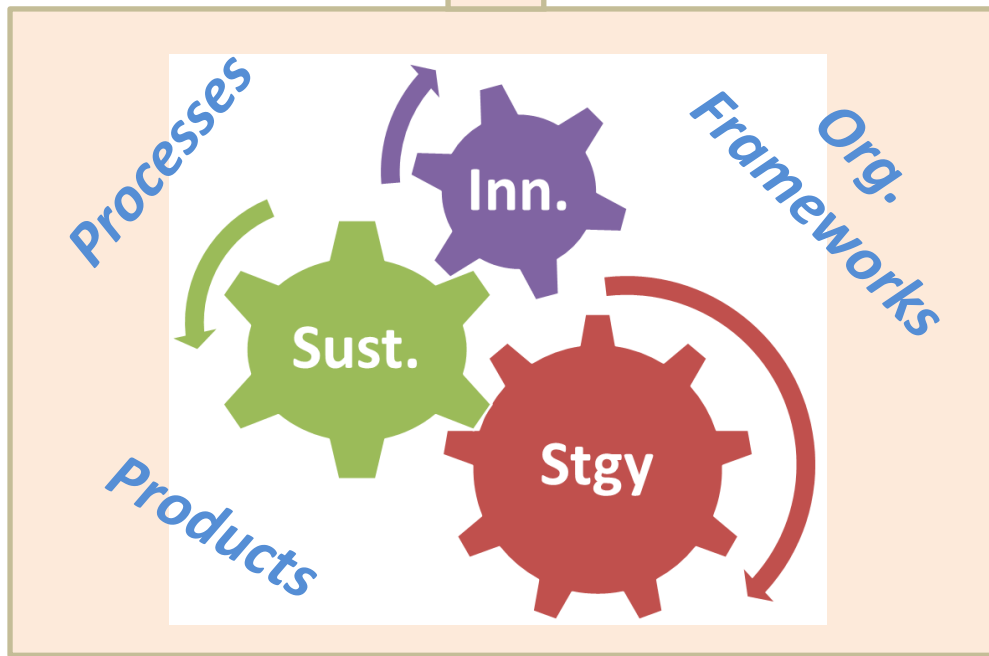 Processes
Org.
Frameworks
Inn.
Sust.
Stgy
Products